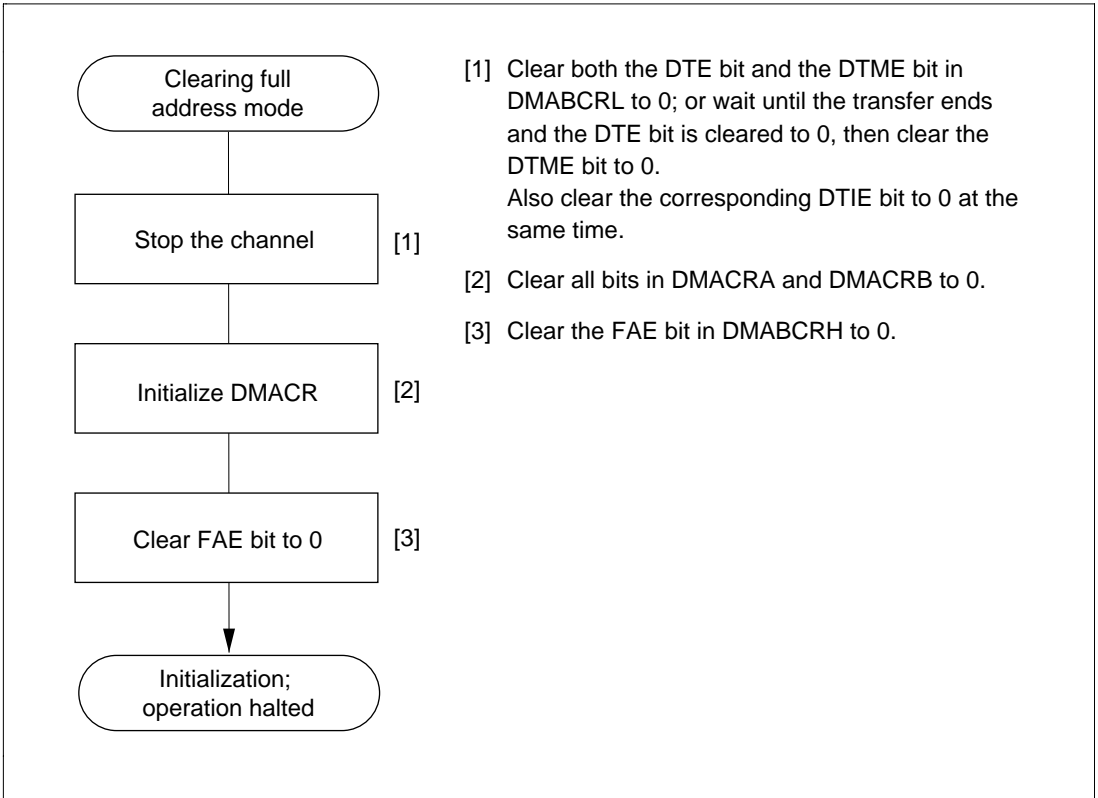 Clearing full
address mode
Stop the channel
[1]
Initialize DMACR
[2]
Clear FAE bit to 0
[3]
Initialization;
operation halted
[1] Clear both the DTE bit and the DTME bit in
DMABCRL to 0; or wait until the transfer ends
and the DTE bit is cleared to 0, then clear the
DTME bit to 0.
Also clear the corresponding DTIE bit to 0 at the
same time.
[2] Clear all bits in DMACRA and DMACRB to 0.
[3] Clear the FAE bit in DMABCRH to 0.